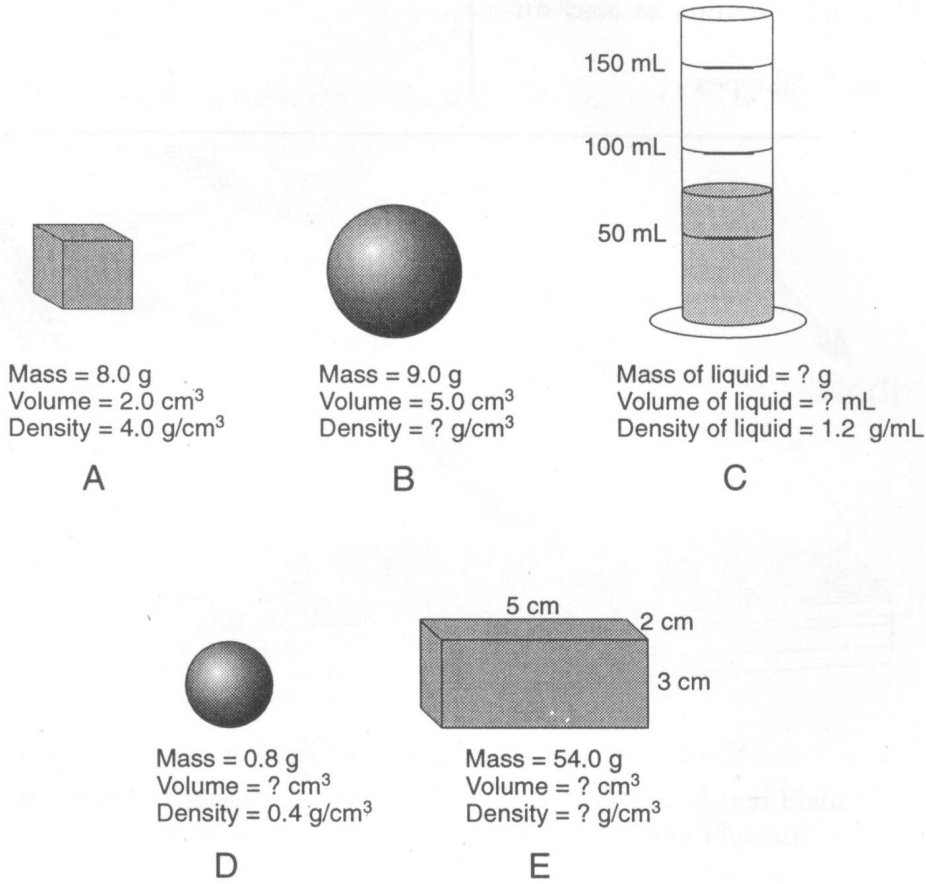 150 mL
100 mL
50 mL
Mass = 8.0 g
Volume = 2.0 cm³
Density = 4.0 g/cm³
A
Mass = 9.0 g
Volume = 5.0 cm³
Density = ? g/cm³
B
Mass of liquid = ? g
Volume of liquid = ? mL
Density of liquid = 1.2 g/mL
C
5 cm
2 cm
3 cm
Mass = 0.8 g
Volume = ? cm³
Density = 0.4 g/cm³
D
Mass = 54.0 g
Volume = ? cm³
Density = ? g/cm³
E